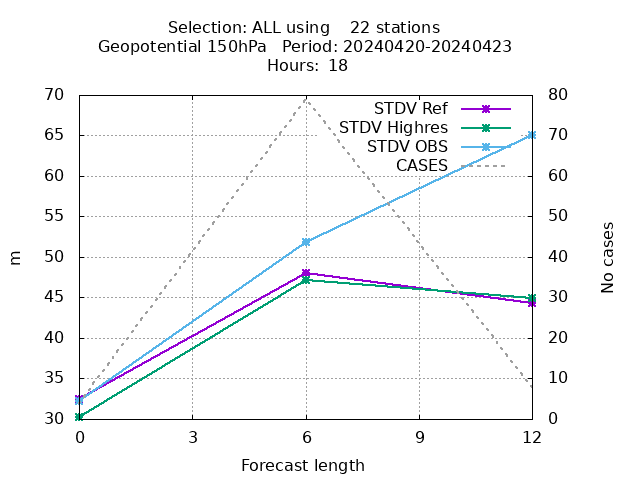 Selection: ALL using    22 stations
Geopotential 150hPa   Period: 20240420-20240423
Hours:  18
70 80
STDV Ref
65 STDV Highres 70
STDV OBS
60 CASES 60
55 50
50 40
m No cases
45 30
40 20
35 10
30 0
0 3 6 9 12
Forecast length